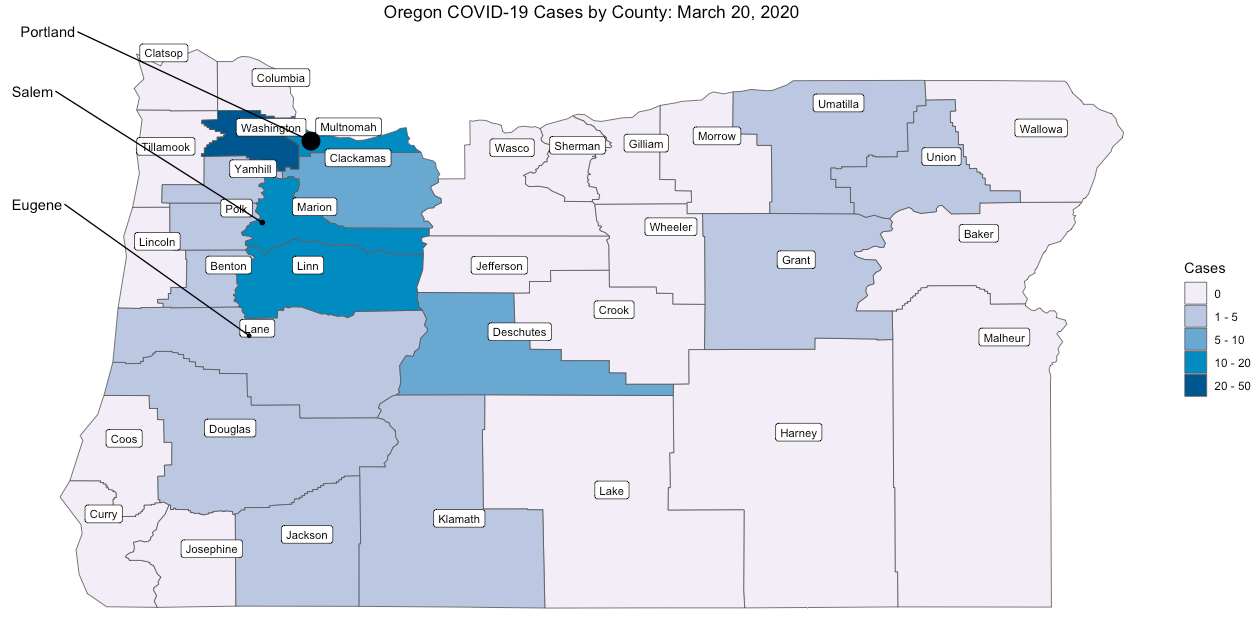 Oregon COVID-19 Cases by County: March 20, 2020
Portland
Salem
Eugene
Clatsop
Columbia
Washington
Multnomah
Tillamook
Clackamas
Yamhill
Polk
Marion
Lincoln
Benton
Linn
Lane
Wasco
Sherman
Gilliam
Morrow
Umatilla
Union
Wallowa
Wheeler
Jefferson
Grant
Baker
Crook
Deschutes
Malheur
Coos
Douglas
Harney
Lake
Curry
Josephine
Jackson
Klamath
Cases
0
1 - 5
5 - 10
10 - 20
20 - 50